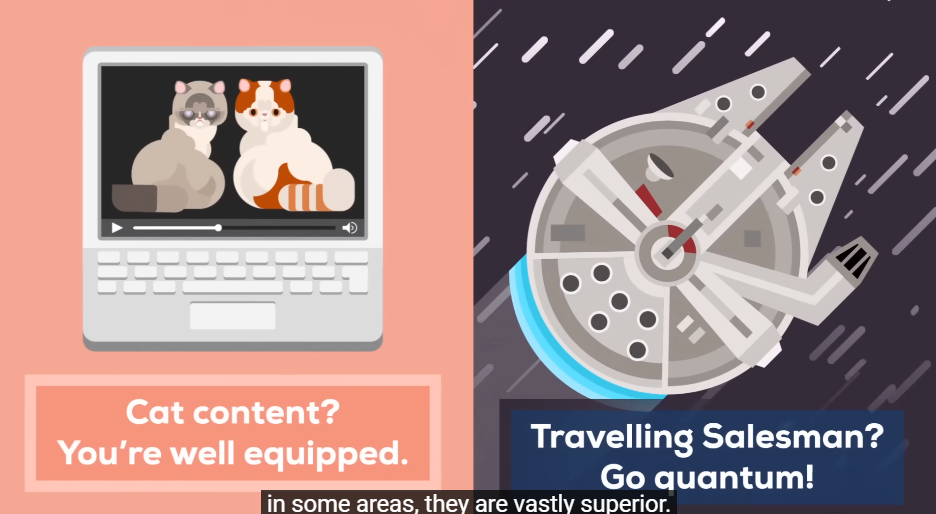 Cat content?
You're well equipped.
Travelling Salesman?
Go quantum!
in some areas, they are vastly superior.